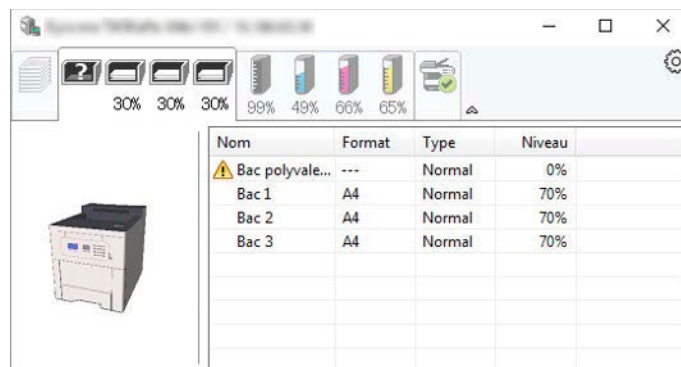 30% 30% 30% 99% 49% 66% 65%
Nom Format Type Niveau
Bac polyvale... --- Normal 0%
Bac 1 A4 Normal 70%
Bac 2 A4 Normal 70%
Bac 3 A4 Normal 70%